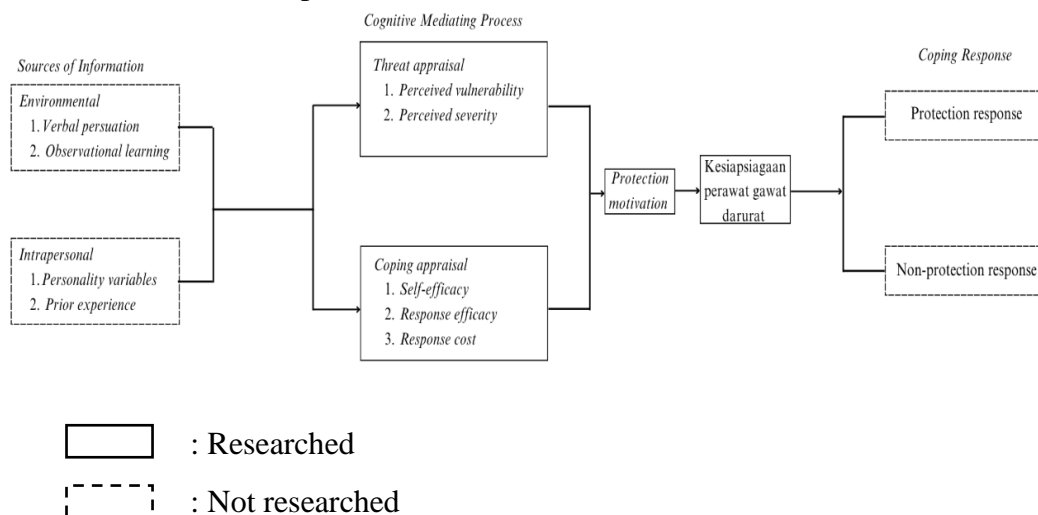 Cognitive Mediating Process
Sources of Information
Environmental
1. Verbal persuation
2. Observational learning
Intrapersonal
1. Personality variables
2. Prior experience
Threat appraisal
1. Perceived vulnerability
2. Perceived severity
Coping appraisal
1. Self-efficacy
2. Response efficacy
3. Response cost
Protection
motivation
Kesiapsiagaan
perawat gawat
darurat
Coping Response
Protection response
Non-protection response
: Researched
: Not researched